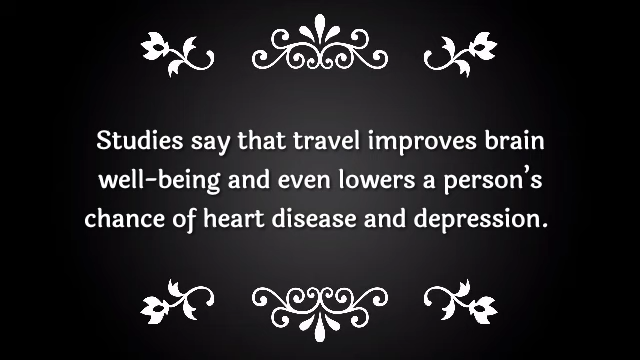 Studies say that travel improves brain
well-being and even lowers a person's
chance of heart disease and depression.